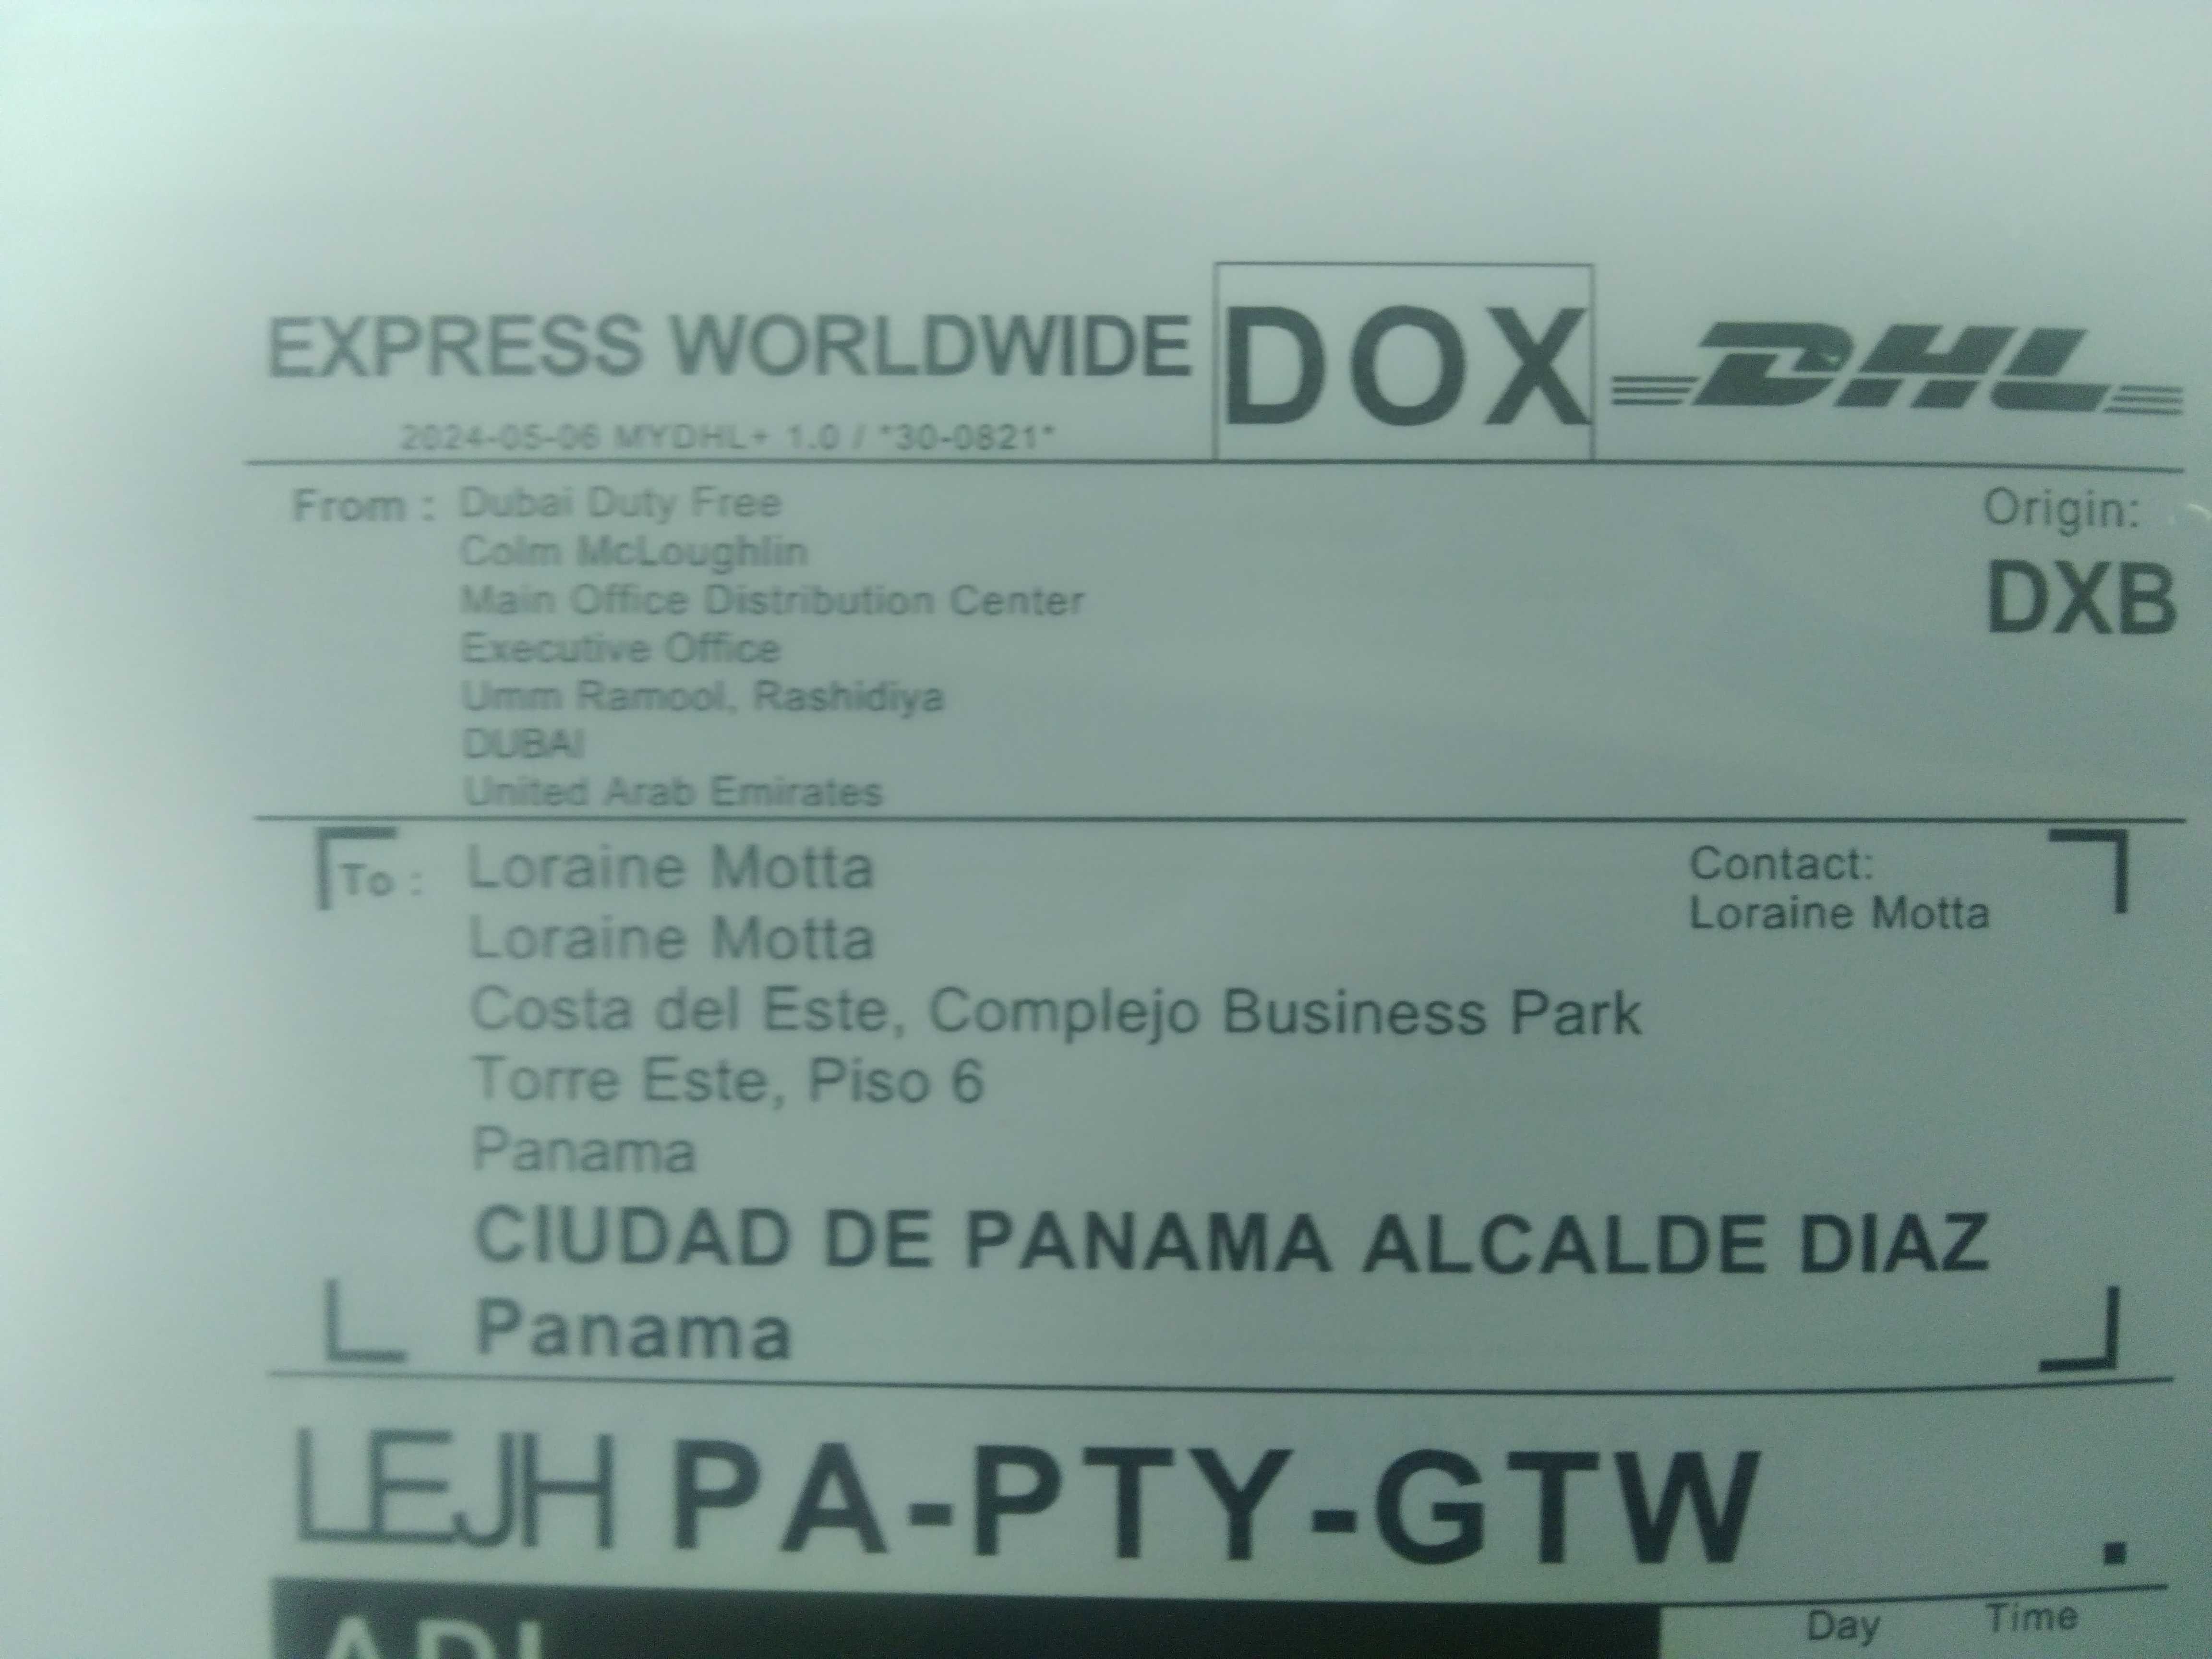 EXPRESS WORLDWIDE DOX DHL
2024-05-06 MYDHL+ 1.0 / *30-0821*
From : Dubai Duty Free
Colm McLoughlin
Main Office Distribution Center
Executive Office
Umm Ramool, Rashidiya
DUBAI
United Arab Emirates
Origin:
DXB
To : Loraine Motta
Loraine Motta
Costa del Este, Complejo Business Park
Torre Este, Piso 6
Panama
CIUDAD DE PANAMA ALCALDE DIAZ
Panama
Contact:
Loraine Motta
LEJH PA-PTY-GTW .
Day Time